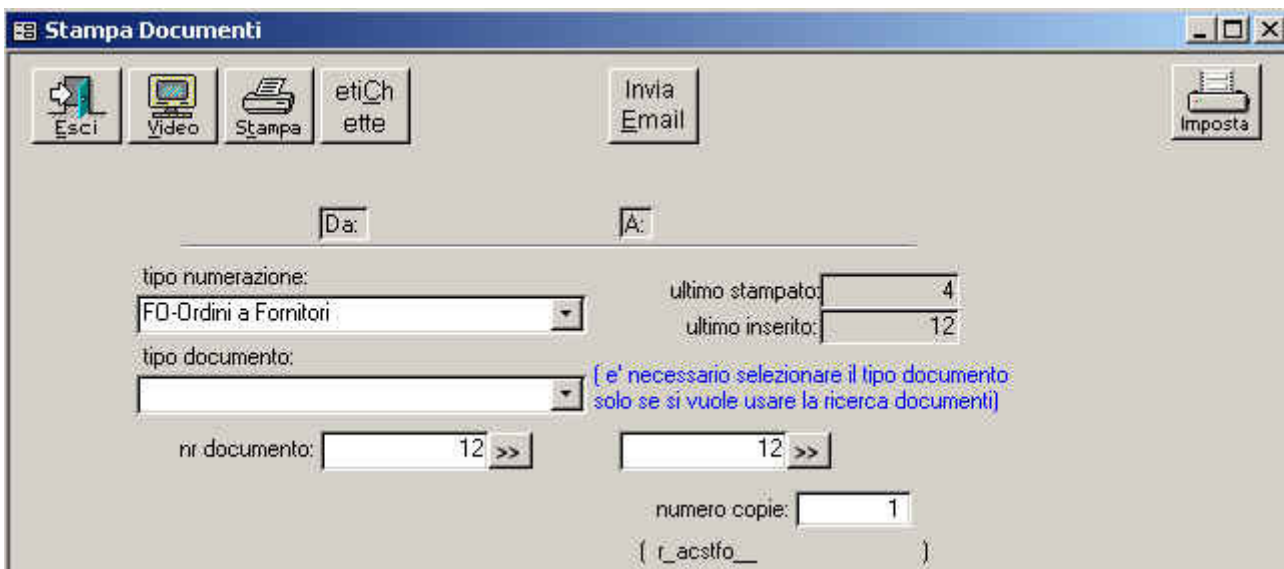 Stampa Documenti
Esci
Video
Stampa
etiCh
ette
Invia
Email
Imposta
Da:
A:
tipo numerazione:
FO-Ordini a Fornitori
ultimo stampato: 4
ultimo inserito: 12
tipo documento:
( e' necessario selezionare il tipo documento
solo se si vuole usare la ricerca documenti)
nr documento: 12 >> 12 >>
numero copie: 1
( r_acstfo__ )